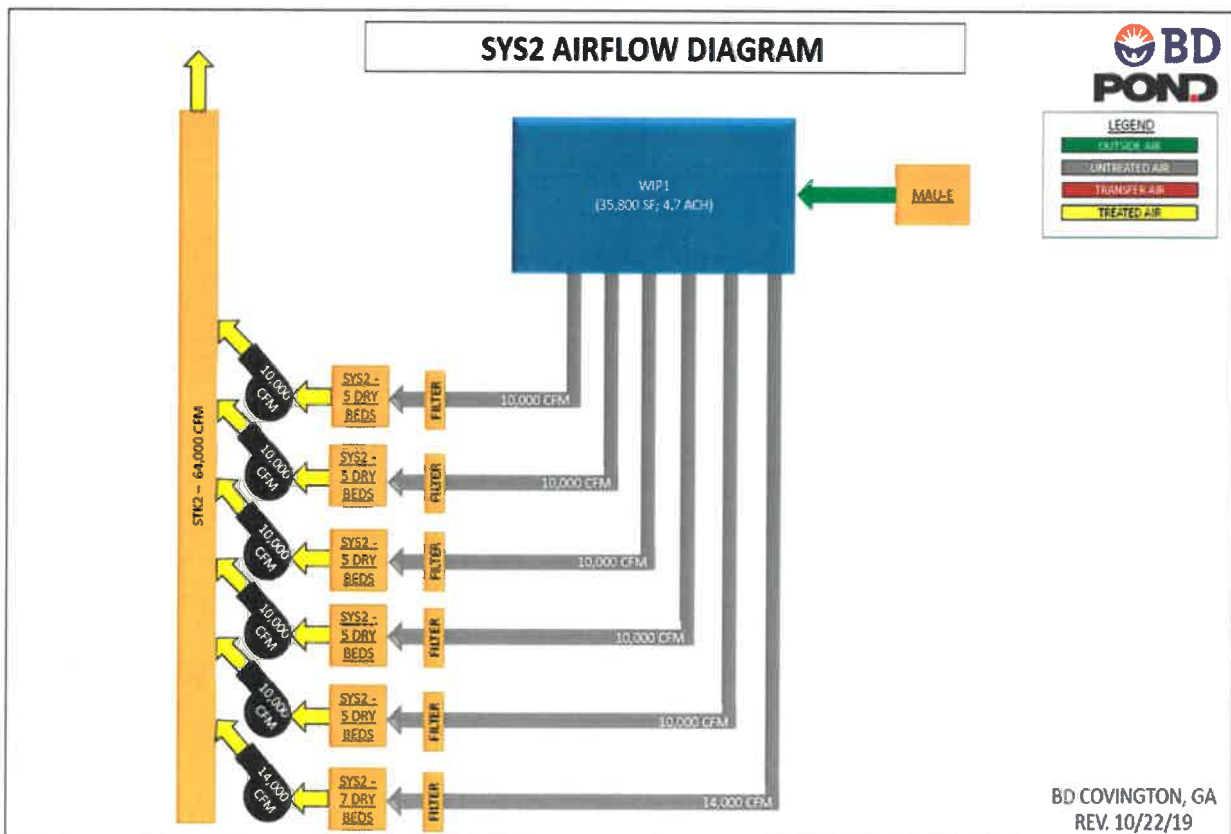 SYS2 AIRFLOW DIAGRAM
BD
POND
LEGEND
OUTSIDE AIR
UNTREATED AIR
TRANSFER AIR
TREATED AIR
WIP1
(35,800 SF; 4.7 ACH)
MAU-E
STK2 – 64,000 CFM
10,000
CFM
SYS2 -
5 DRY
BEDS
FILTER
10,000 CFM
10,000
CFM
SYS2 -
5 DRY
BEDS
FILTER
10,000 CFM
10,000
CFM
SYS2 -
5 DRY
BEDS
FILTER
10,000 CFM
10,000
CFM
SYS2 -
5 DRY
BEDS
FILTER
10,000 CFM
10,000
CFM
SYS2 -
5 DRY
BEDS
FILTER
10,000 CFM
14,000
CFM
SYS2 -
7 DRY
BEDS
FILTER
14,000 CFM
BD COVINGTON, GA
REV. 10/22/19